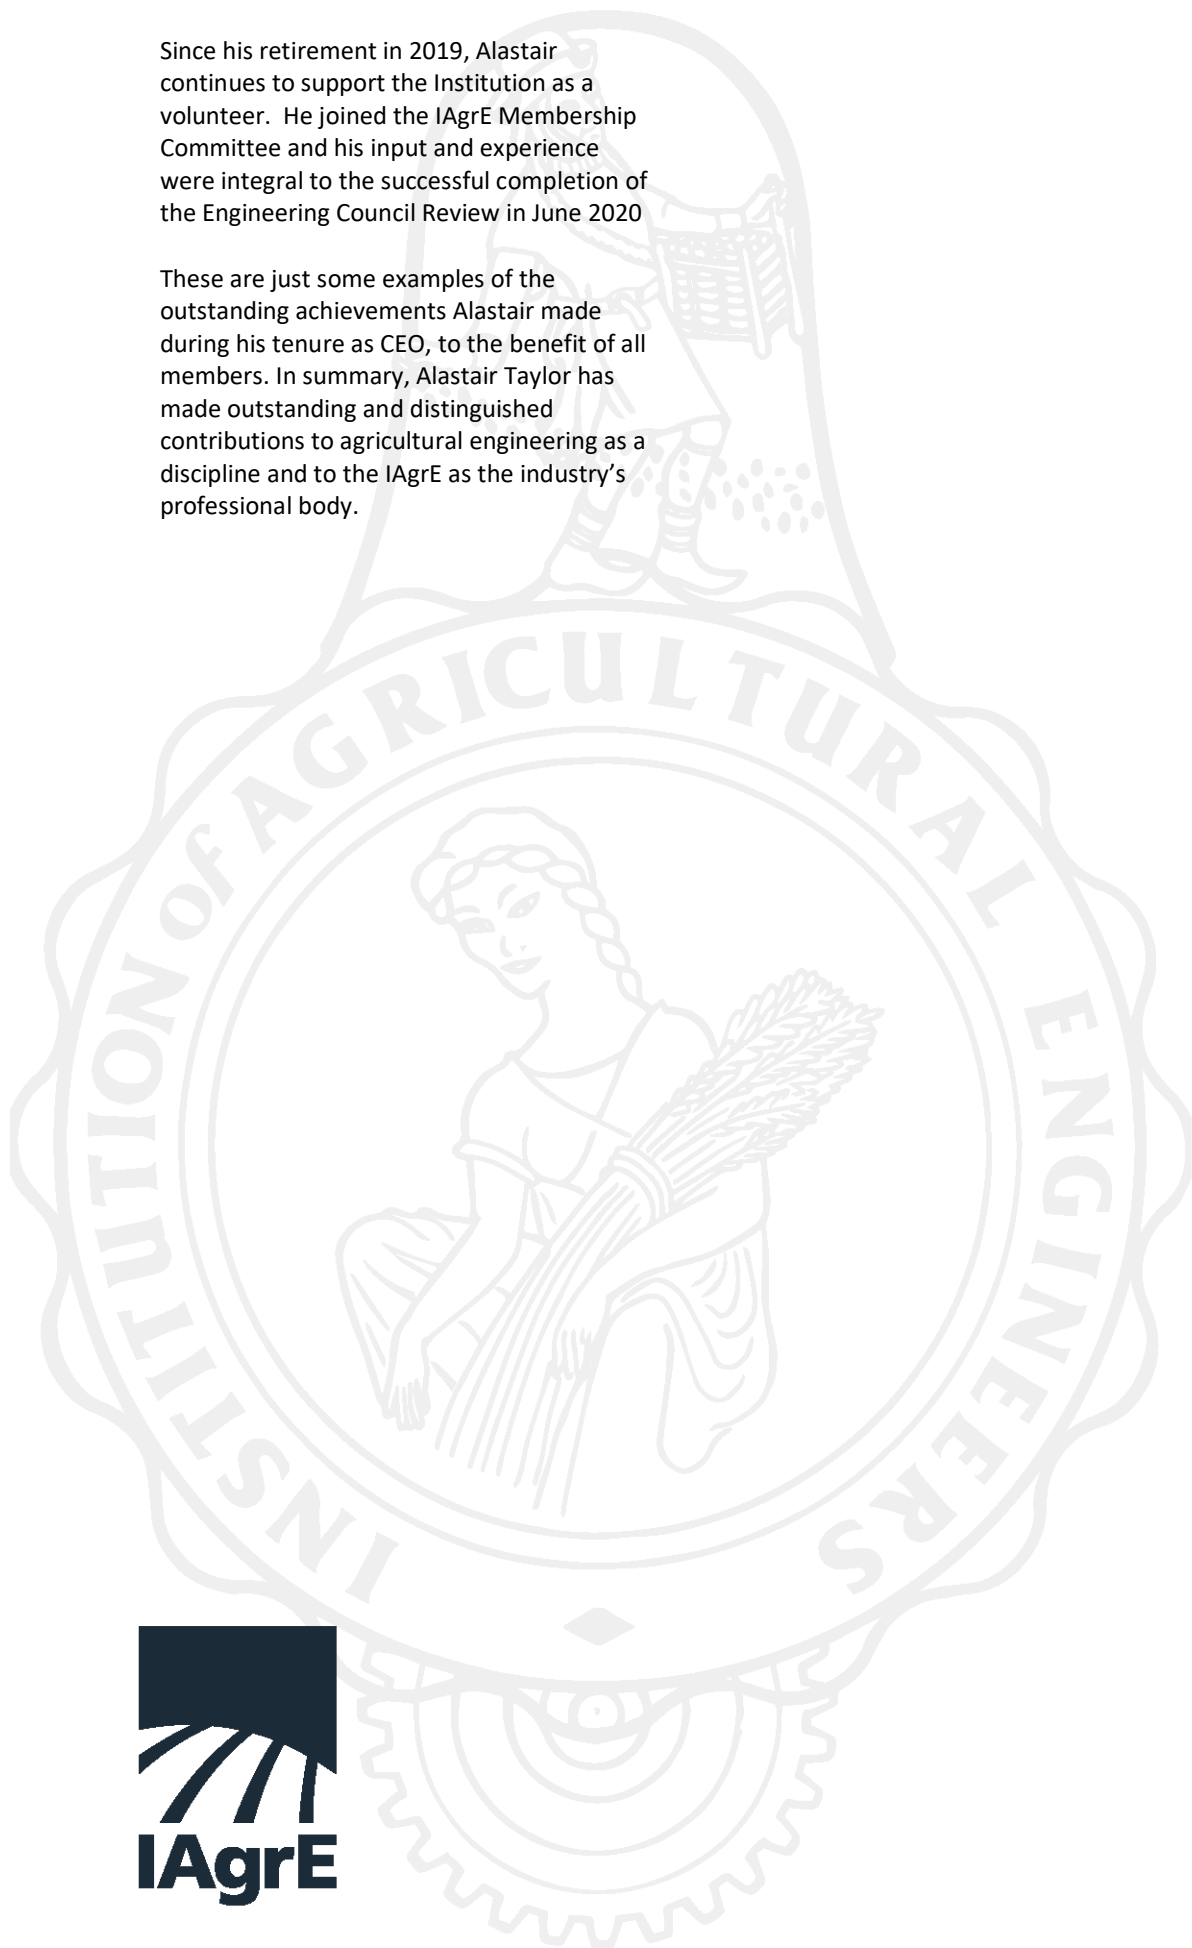 Since his retirement in 2019, Alastair
continues to support the Institution as a
volunteer.  He joined the IAgrE Membership
Committee and his input and experience
were integral to the successful completion of
the Engineering Council Review in June 2020
These are just some examples of the
outstanding achievements Alastair made
during his tenure as CEO, to the benefit of all
members. In summary, Alastair Taylor has
made outstanding and distinguished
contributions to agricultural engineering as a
discipline and to the IAgrE as the industry’s
professional body.
INSTITUTION of AGRICULTURAL ENGINEERS
IAgrE